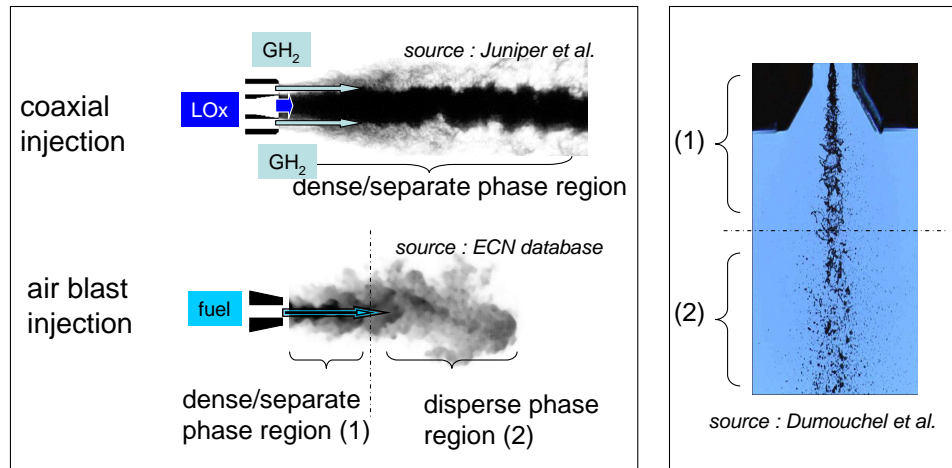 GH2
source : Juniper et al.
coaxial
injection
LOx
GH2
dense/separate phase region
source : ECN database
air blast
injection
fuel
dense/separate
phase region (1)
disperse phase
region (2)
(1)
(2)
source : Dumouchel et al.